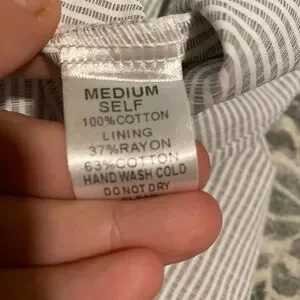 MEDIUM
SELF
100%COTTON
LINING
37%RAYON
63%COTTON
HAND WASH COLD
DO NOT DRY